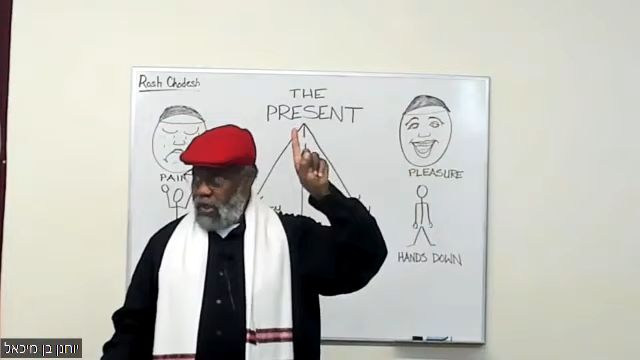 Rosh Chodesh
THE
PRESENT
PAIN
PLEASURE
HANDS DOWN
יוחנן בן מיכאל